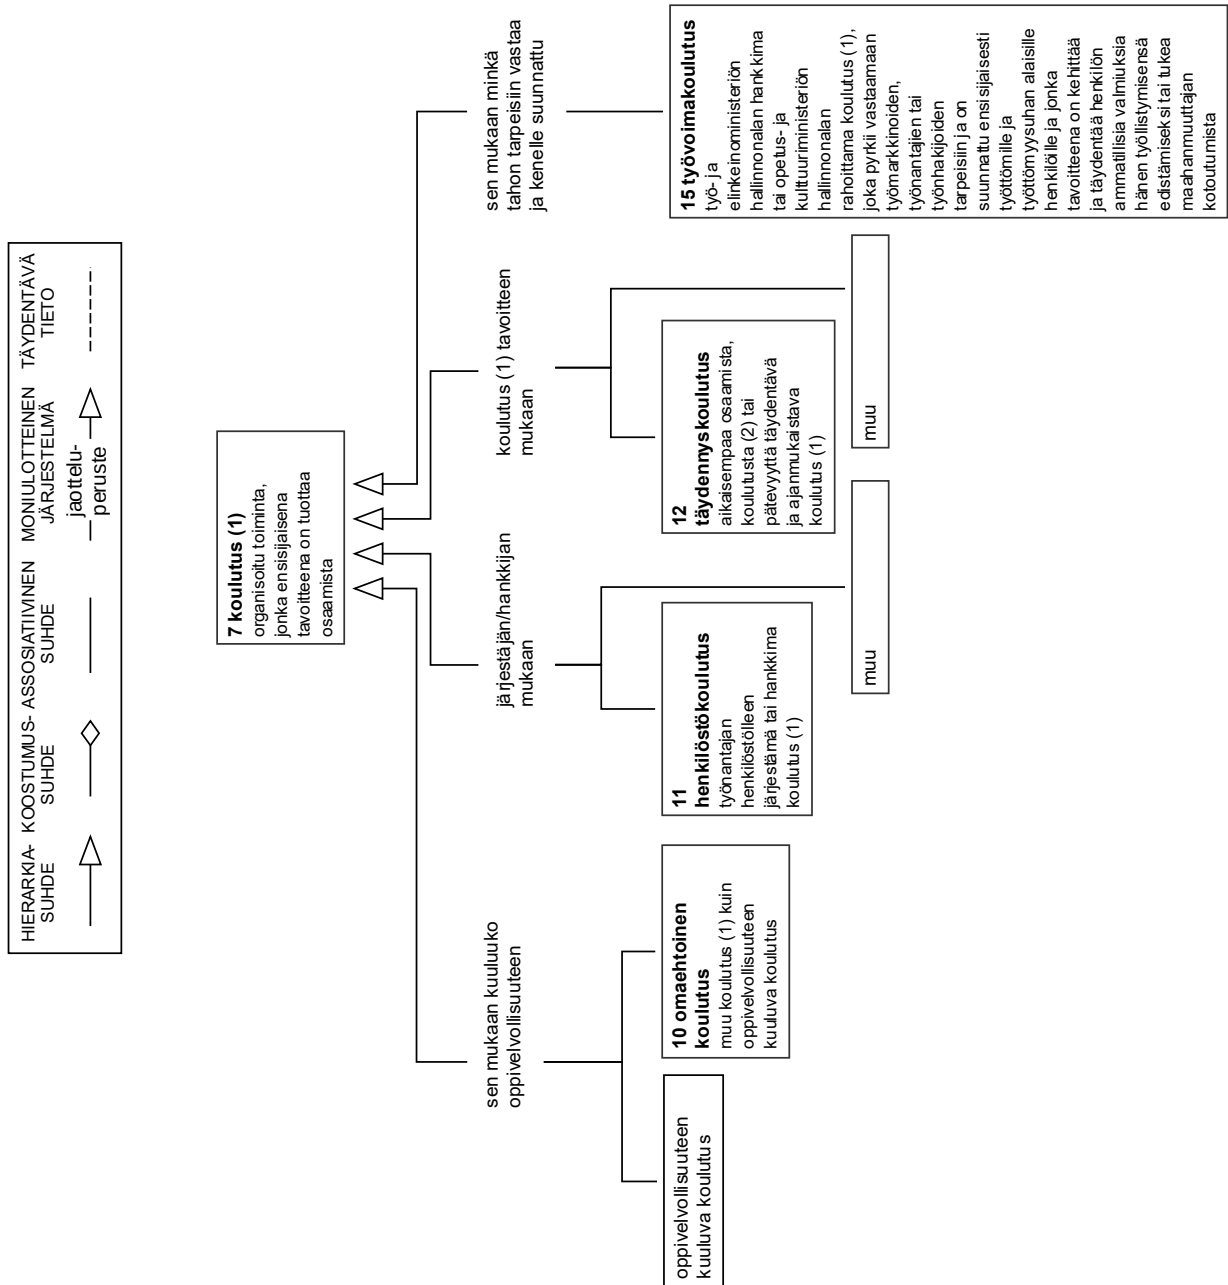 HIERARKIA-
SUHDE
KOOSTUMUS-
SUHDE
ASSOSIATIIVINEN
SUHDE
MONIULOTTEINEN
JÄRJESTELMÄ
jaottelu-
peruste
TÄYDENTÄVÄ
TIETO
7 koulutus (1)
organisoitu toiminta,
jonka ensisijaisena
tavoitteena on tuottaa
osaamista
sen mukaan kuuluuko
oppivelvollisuuteen
järjestäjän/hankkijan
mukaan
koulutus (1) tavoitteen
mukaan
sen mukaan minkä
tahon tarpeisiin vastaa
ja kenelle suunnattu
oppivelvollisuuteen
kuuluva koulutus
10 omaehtoinen
koulutus
muu koulutus (1) kuin
oppivelvollisuuteen
kuuluva koulutus
11
henkilöstökoulutus
työnantajan
henkilöstölleen
järjestämä tai hankkima
koulutus (1)
muu
12
täydennyskoulutus
aikaisempaa osaamista,
koulutusta (2) tai
pätevyyttä täydentävä
ja ajanmukaistava
koulutus (1)
muu
15 työvoimakoulutus
työ- ja
elinkeinoministeriön
hallinnonalan hankkima
tai opetus- ja
kulttuuriministeriön
hallinnonalan
rahoittama koulutus (1),
joka pyrkii vastaamaan
työmarkkinoiden,
työnantajien tai
työnhakijoiden
tarpeisiin ja on
suunnattu ensisijaisesti
työttömille ja
työttömyysuhan alaisille
henkilöille ja jonka
tavoitteena on kehittää
ja täydentää henkilön
ammatillisia valmiuksia
hänen työllistymisensä
edistämiseksi tai tukea
maahanmuuttajan
kotoutumista